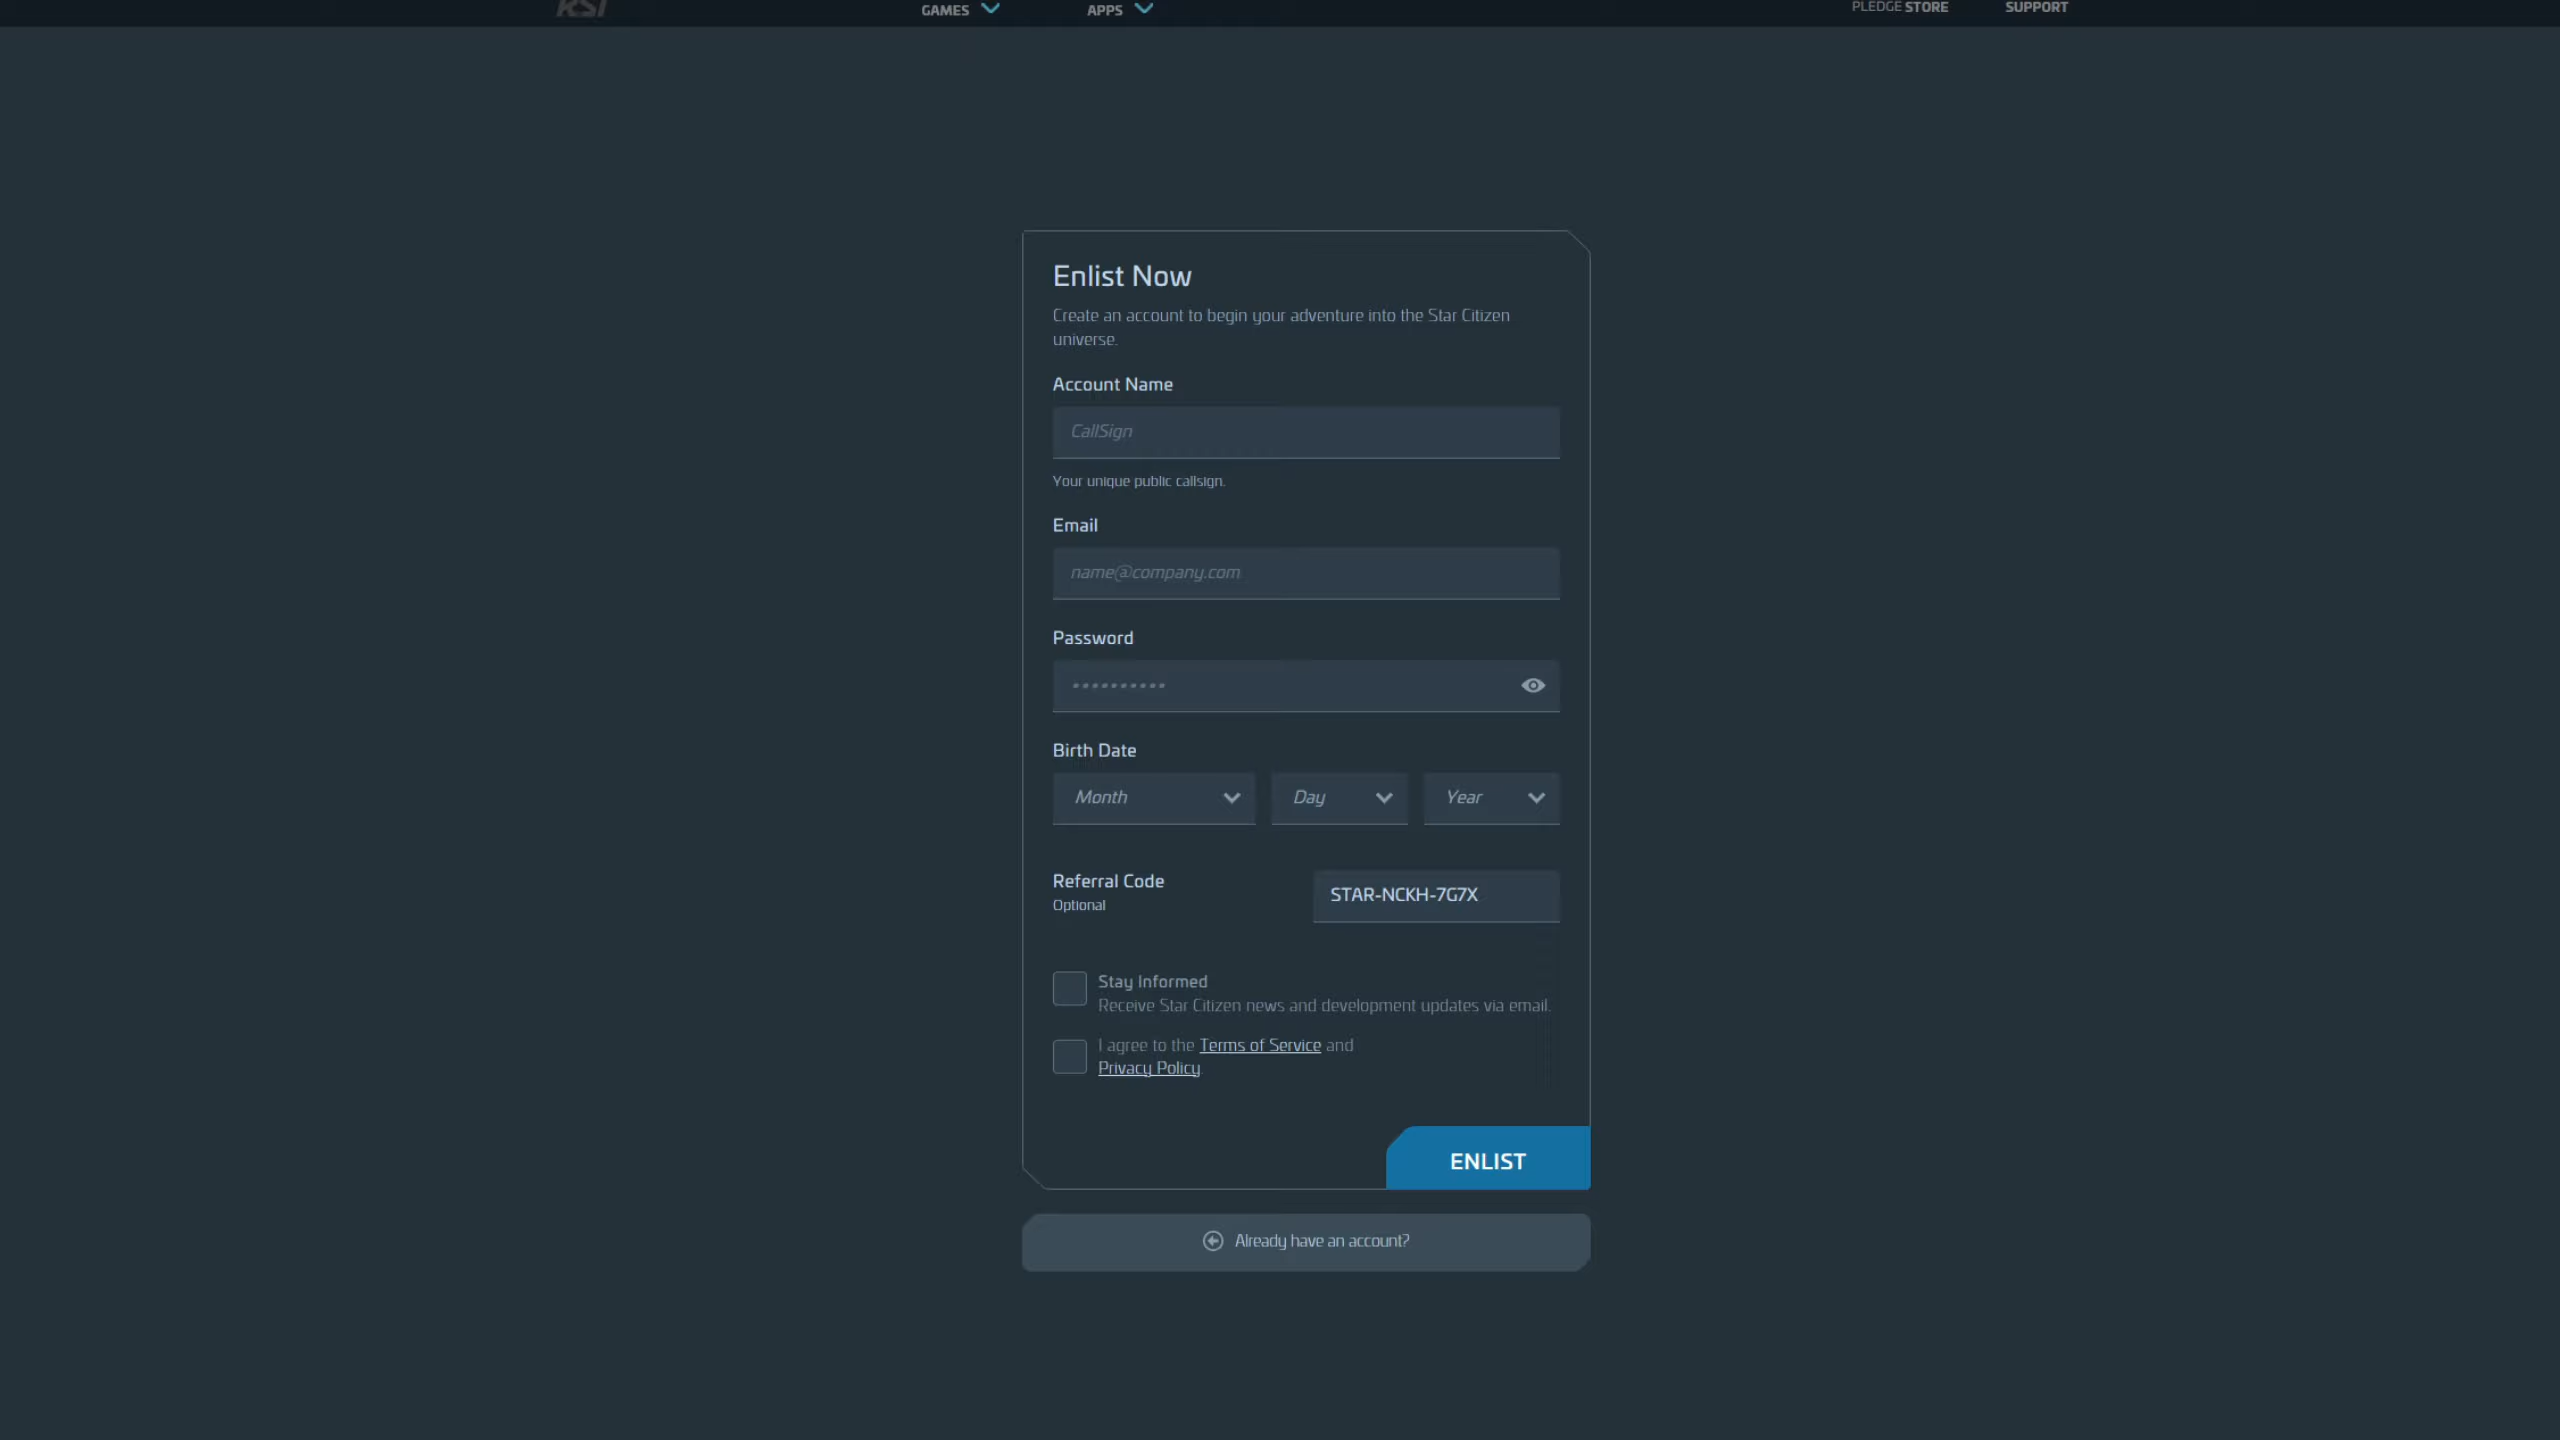 RSI
GAMES
APPS
PLEDGE STORE
SUPPORT
Enlist Now
Create an account to begin your adventure into the Star Citizen
universe.
Account Name
CallSign
Your unique public callsign.
Email
name@company.com
Password
Birth Date
Month
Day
Year
Referral Code
Optional
STAR-NCKH-7G7X
Stay Informed
Receive Star Citizen news and development updates via email.
I agree to the Terms of Service and
Privacy Policy
ENLIST
Already have an account?